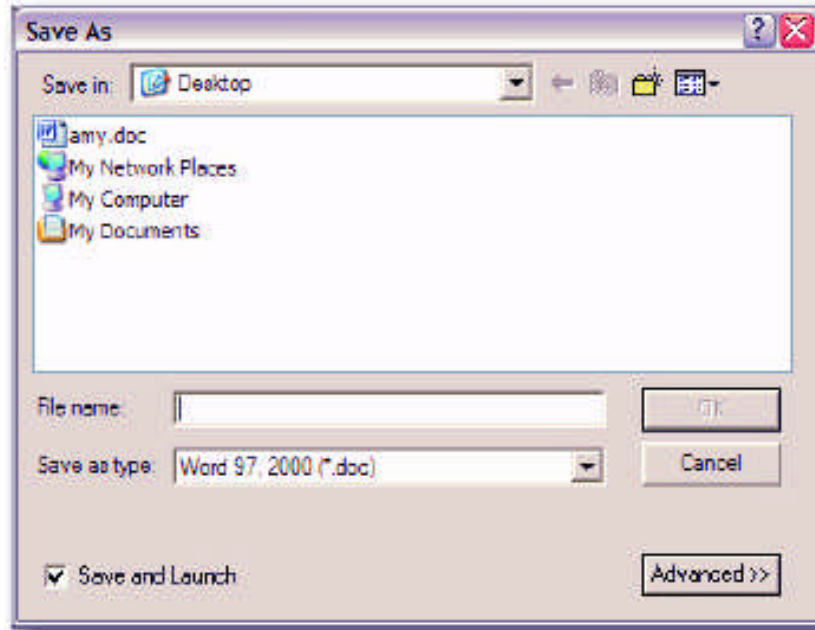 Save As
Save in: Desktop
amy.doc
My Network Places
My Computer
My Documents
File name:
OK
Save as type: Word 97, 2000 (*.doc)
Cancel
Save and Launch
Advanced >>